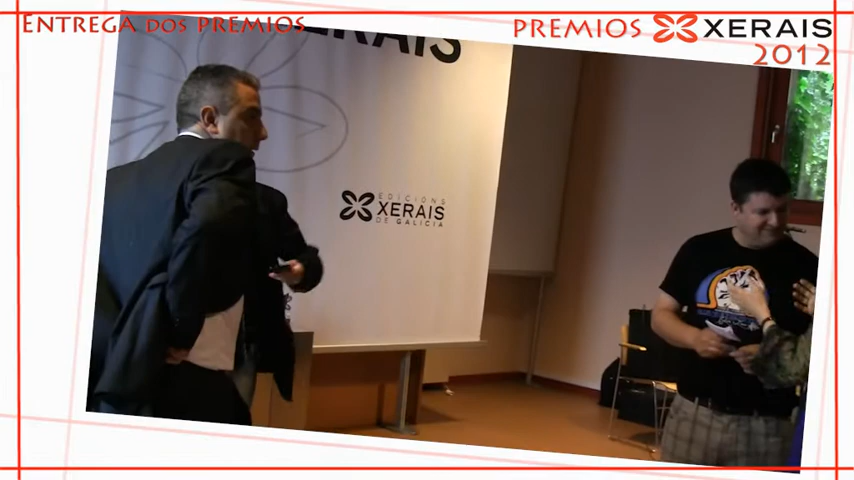 ENTREGA DOS PREMIOS
PREMIOS XERAIS
2012
XERAIS
EDICIÓNS
XERAIS
DE GALICIA